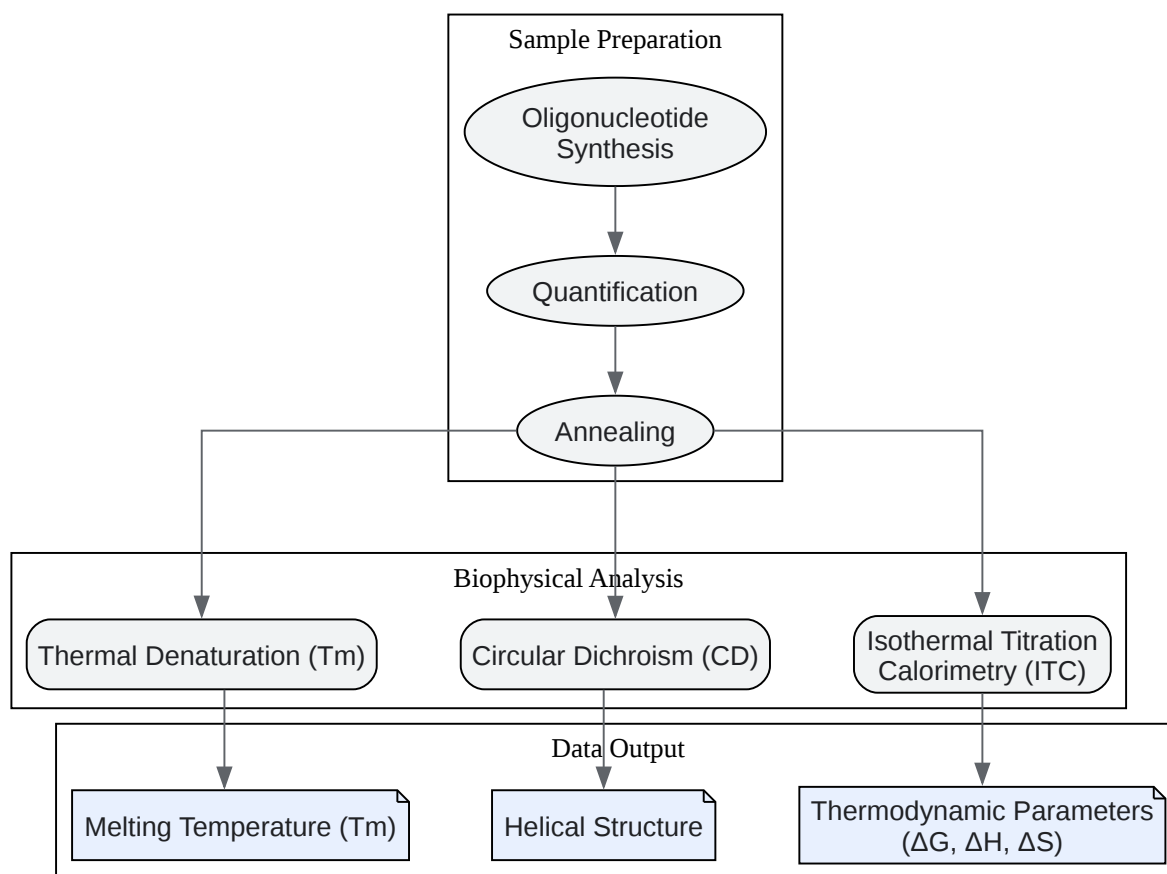 Sample Preparation
Oligonucleotide
Synthesis
Quantification
Annealing
Biophysical Analysis
Thermal Denaturation (Tm)
Circular Dichroism (CD)
Isothermal Titration
Calorimetry (ITC)
Data Output
Melting Temperature (Tm)
Helical Structure
Thermodynamic Parameters
(ΔG, ΔH, ΔS)